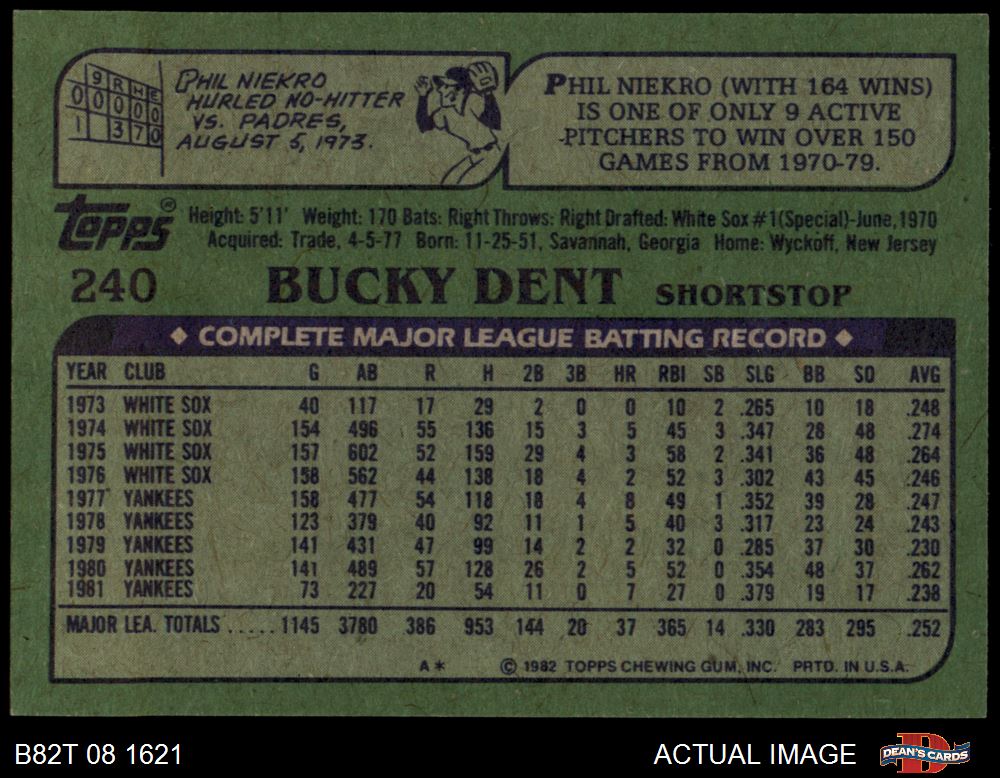 9 R H E
0 0 0 0 0
1 3 7 0
PHIL NIEKRO
HURLED NO-HITTER
VS. PADRES,
AUGUST 5, 1973.
PHIL NIEKRO (WITH 164 WINS)
IS ONE OF ONLY 9 ACTIVE
PITCHERS TO WIN OVER 150
GAMES FROM 1970-79.
Topps®
Height: 5'11' Weight: 170 Bats: Right Throws: Right Drafted: White Sox #1(Special)-June, 1970
Acquired: Trade, 4-5-77 Born: 11-25-51, Savannah, Georgia Home: Wyckoff, New Jersey
240 BUCKY DENT SHORTSTOP
◆ COMPLETE MAJOR LEAGUE BATTING RECORD ◆
YEAR CLUB G AB R H 2B 3B HR RBI SB SLG BB SO AVG
1973 WHITE SOX 40 117 17 29 2 0 0 10 2 .265 10 18 .248
1974 WHITE SOX 154 496 55 136 15 3 5 45 3 .347 28 48 .274
1975 WHITE SOX 157 602 52 159 29 4 3 58 2 .341 36 48 .264
1976 WHITE SOX 158 562 44 138 18 4 2 52 3 .302 43 45 .246
1977 YANKEES 158 477 54 118 18 4 8 49 1 .352 39 28 .247
1978 YANKEES 123 379 40 92 11 1 5 40 3 .317 23 24 .243
1979 YANKEES 141 431 47 99 14 2 2 32 0 .285 37 30 .230
1980 YANKEES 141 489 57 128 26 2 5 52 0 .354 48 37 .262
1981 YANKEES 73 227 20 54 11 0 7 27 0 .379 19 17 .238
MAJOR LEA. TOTALS ..... 1145 3780 386 953 144 20 37 365 14 .330 283 295 .252
A* © 1982 TOPPS CHEWING GUM, INC. PRTD. IN U.S.A.
B82T 08 1621
ACTUAL IMAGE
D
DEAN'S CARDS